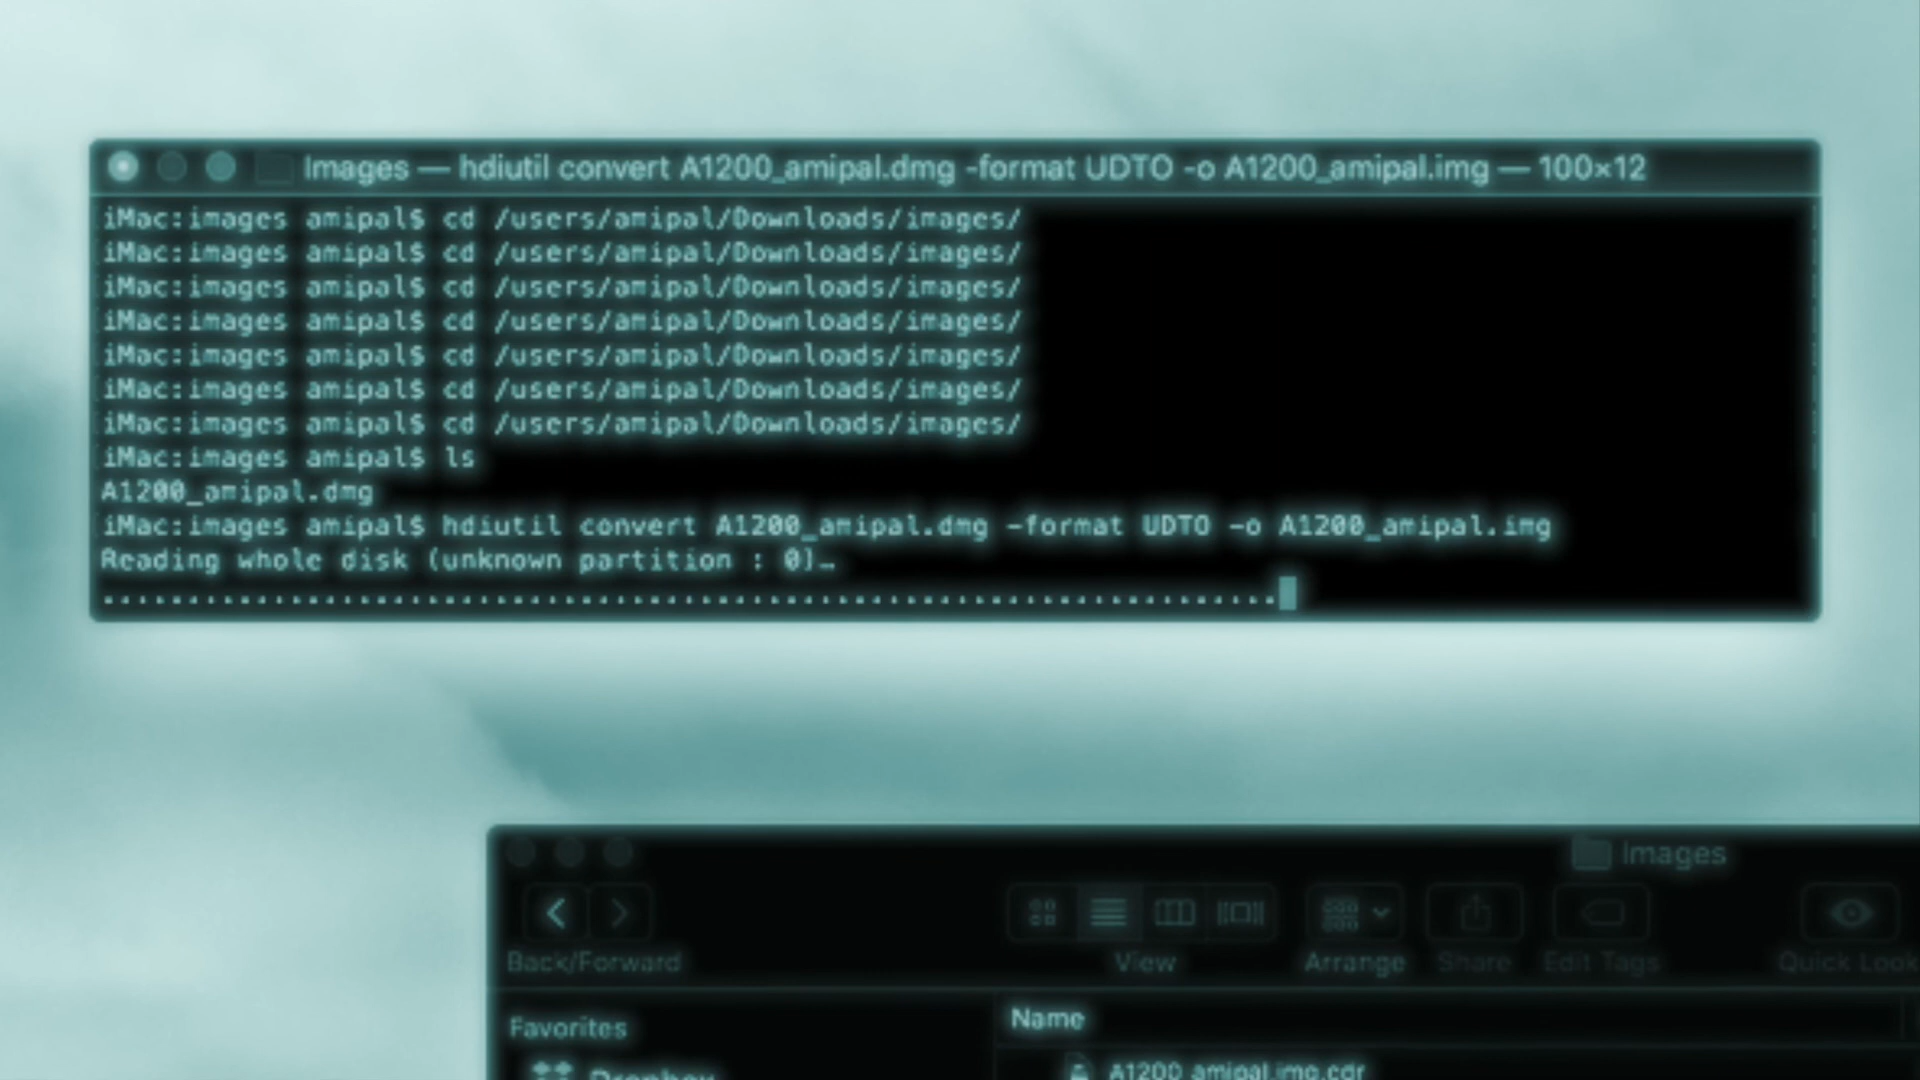 Images — hdiutil convert A1200_amipal.dmg -format UDTO -o A1200_amipal.img — 100×12
iMac:images amipal$ cd /users/amipal/Downloads/images/
iMac:images amipal$ cd /users/amipal/Downloads/images/
iMac:images amipal$ cd /users/amipal/Downloads/images/
iMac:images amipal$ cd /users/amipal/Downloads/images/
iMac:images amipal$ cd /users/amipal/Downloads/images/
iMac:images amipal$ cd /users/amipal/Downloads/images/
iMac:images amipal$ cd /users/amipal/Downloads/images/
iMac:images amipal$ ls
A1200_amipal.dmg
iMac:images amipal$ hdiutil convert A1200_amipal.dmg -format UDTO -o A1200_amipal.img
Reading whole disk (unknown partition : 0)…
.....................................................................
Images
Back/Forward View Arrange Share Edit Tags Quick Look
Favorites Name
Dropbox A1200_amipal.img.cdr